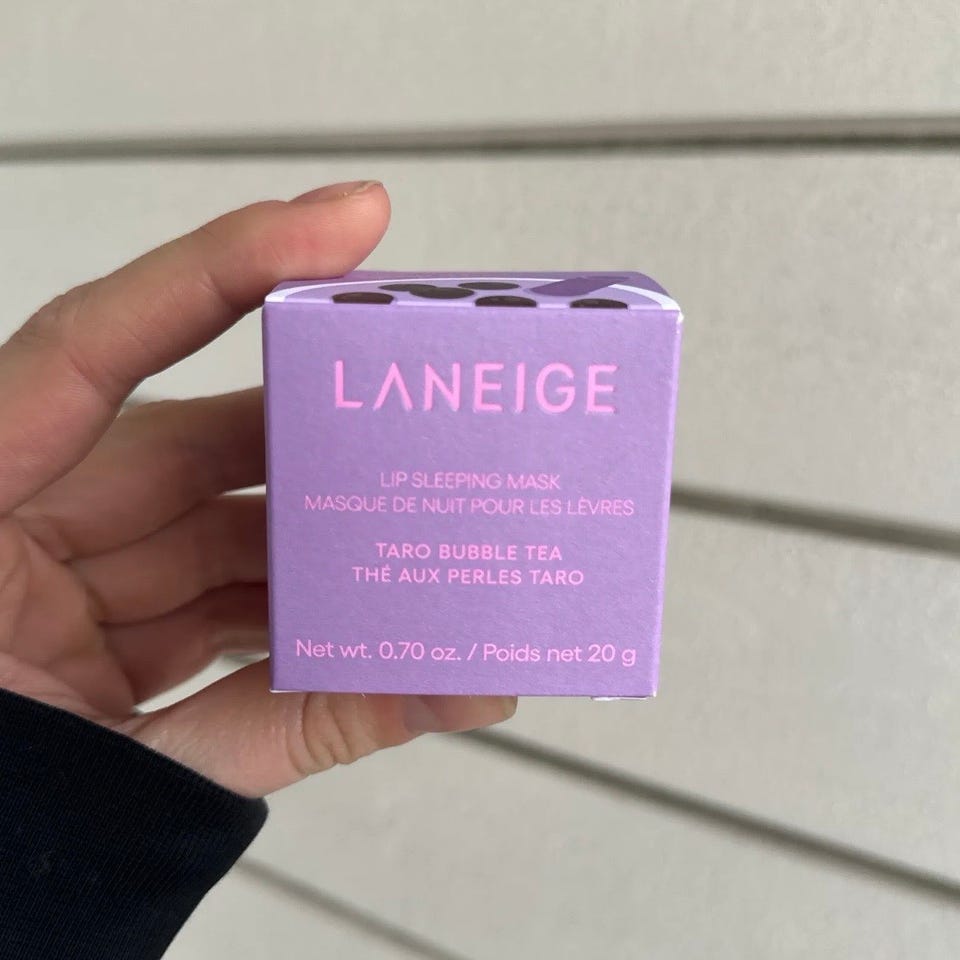 LANEIGE
LIP SLEEPING MASK
MASQUE DE NUIT POUR LES LÈVRES
TARO BUBBLE TEA
THÉ AUX PERLES TARO
Net wt. 0.70 oz. / Poids net 20 g